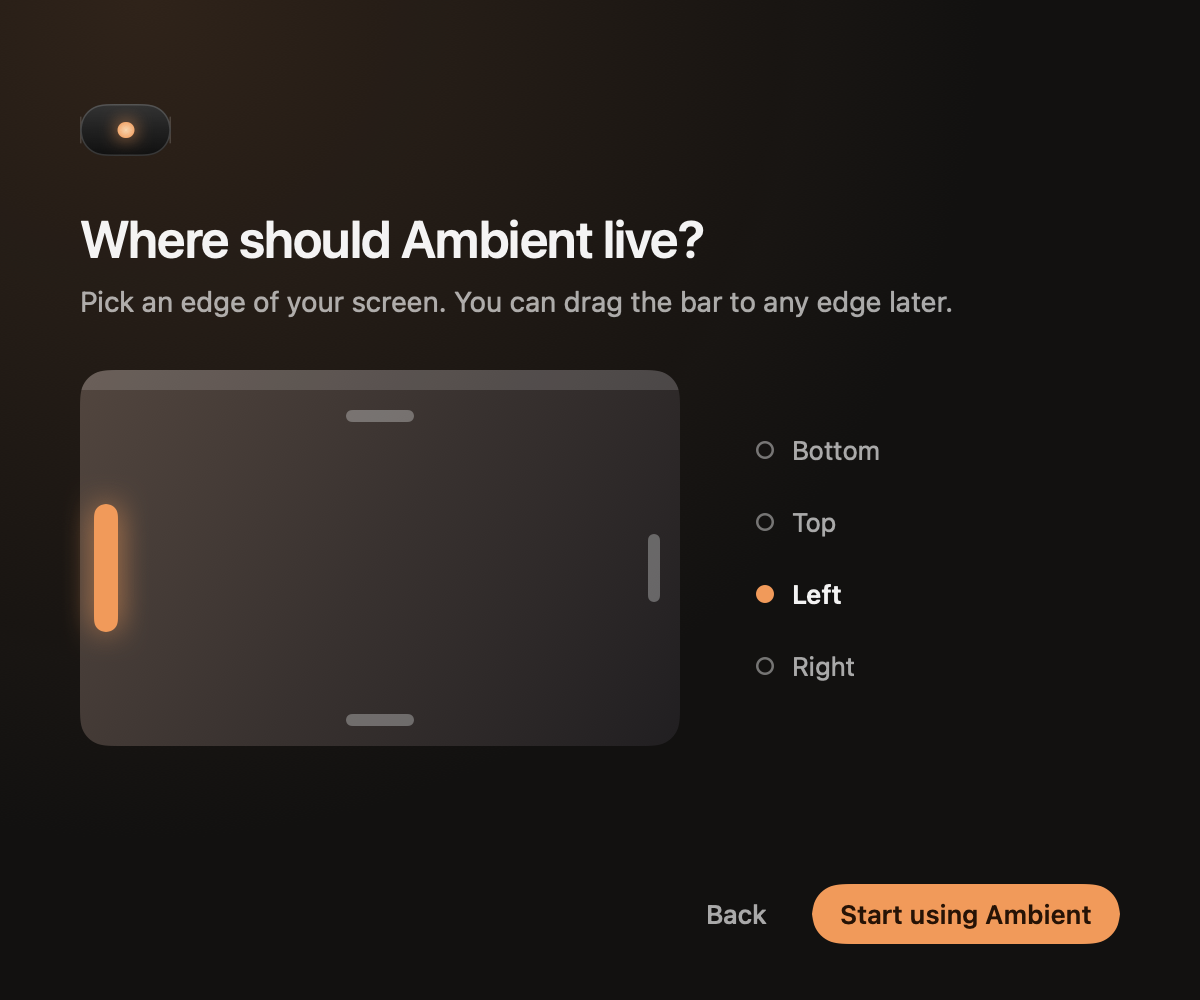 Where should Ambient live?
Pick an edge of your screen. You can drag the bar to any edge later.
Bottom
Top
Left
Right
Back
Start using Ambient